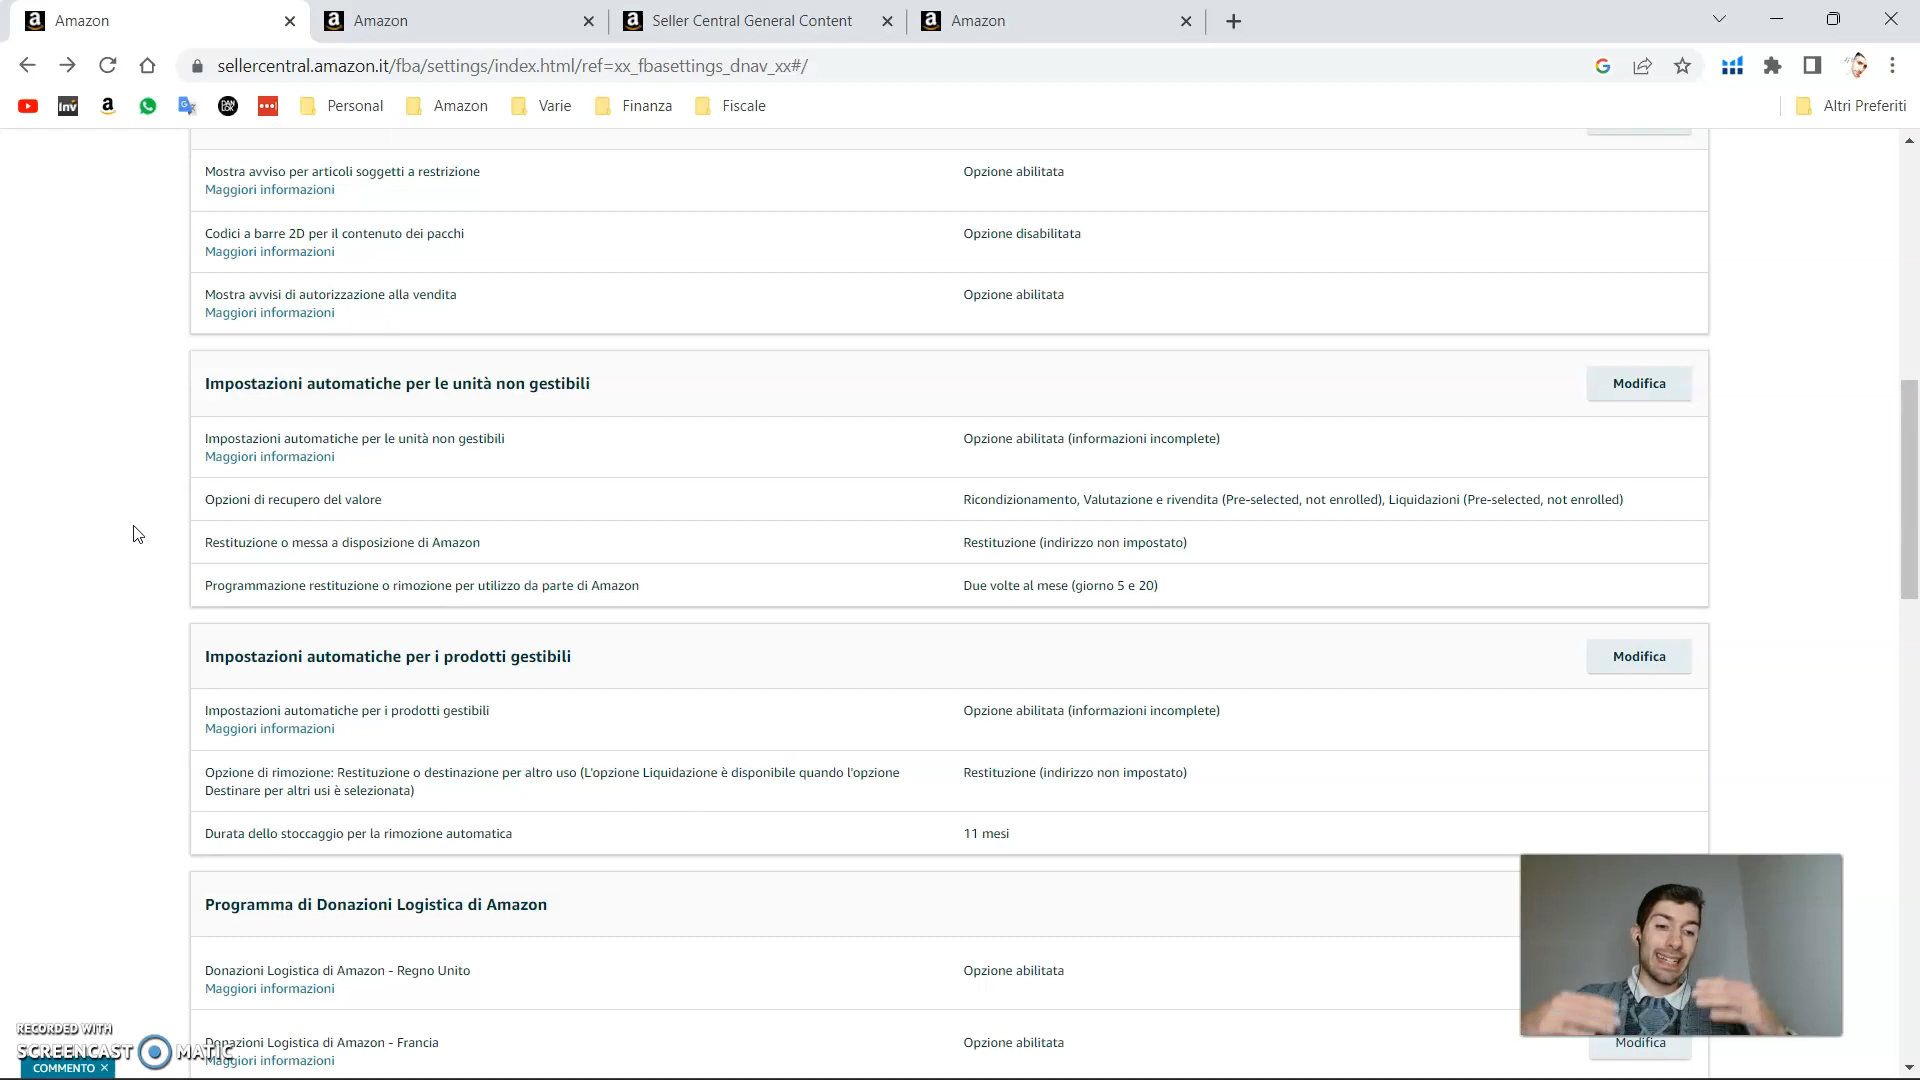 Amazon
Amazon
Seller Central General Content
Amazon
sellercentral.amazon.it/fba/settings/index.html/ref=xx_fbasettings_dnav_xx#/
Inv
PAN LOK
Personal
Amazon
Varie
Finanza
Fiscale
Altri Preferiti
Mostra avviso per articoli soggetti a restrizione
Opzione abilitata
Maggiori informazioni
Codici a barre 2D per il contenuto dei pacchi
Opzione disabilitata
Maggiori informazioni
Mostra avvisi di autorizzazione alla vendita
Opzione abilitata
Maggiori informazioni
Impostazioni automatiche per le unità non gestibili
Modifica
Impostazioni automatiche per le unità non gestibili
Opzione abilitata (informazioni incomplete)
Maggiori informazioni
Opzioni di recupero del valore
Ricondizionamento, Valutazione e rivendita (Pre-selected, not enrolled), Liquidazioni (Pre-selected, not enrolled)
Restituzione o messa a disposizione di Amazon
Restituzione (indirizzo non impostato)
Programmazione restituzione o rimozione per utilizzo da parte di Amazon
Due volte al mese (giorno 5 e 20)
Impostazioni automatiche per i prodotti gestibili
Modifica
Impostazioni automatiche per i prodotti gestibili
Opzione abilitata (informazioni incomplete)
Maggiori informazioni
Opzione di rimozione: Restituzione o destinazione per altro uso (L'opzione Liquidazione è disponibile quando l'opzione
Destinare per altri usi è selezionata)
Restituzione (indirizzo non impostato)
Durata dello stoccaggio per la rimozione automatica
11 mesi
Programma di Donazioni Logistica di Amazon
Donazioni Logistica di Amazon - Regno Unito
Opzione abilitata
Maggiori informazioni
Donazioni Logistica di Amazon - Francia
Opzione abilitata
Modifica
Maggiori informazioni
RECORDED WITH
SCREENCAST MATIC
COMMENTO ×